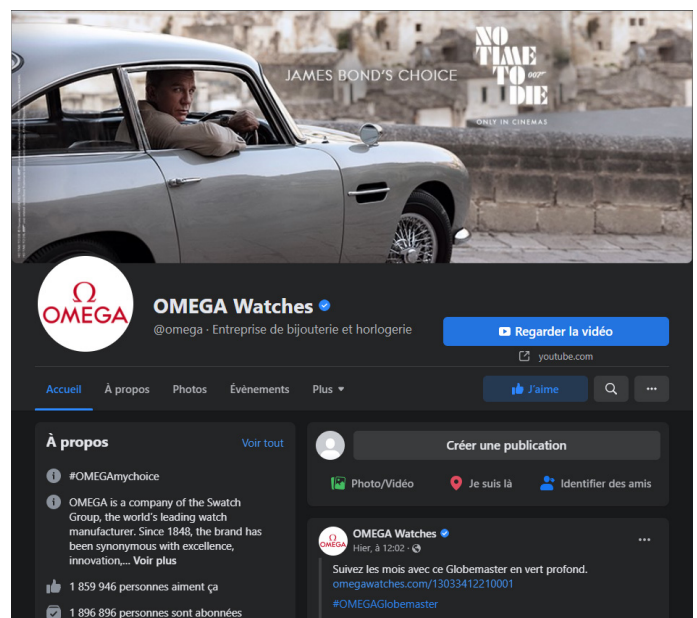 NO
TIME
TO 007
DIE
JAMES BOND'S CHOICE
ONLY IN CINEMAS
Ω
OMEGA
OMEGA Watches
@omega · Entreprise de bijouterie et horlogerie
Regarder la vidéo
youtube.com
Accueil À propos Photos Évènements Plus
J'aime
À propos Voir tout
#OMEGAmychoice
OMEGA is a company of the Swatch
Group, the world's leading watch
manufacturer. Since 1848, the brand has
been synonymous with excellence,
innovation,... Voir plus
1 859 946 personnes aiment ça
1 896 896 personnes sont abonnées
Créer une publication
Photo/Vidéo Je suis là Identifier des amis
OMEGA
OMEGA Watches
Hier, à 12:02 ·
Suivez les mois avec ce Globemaster en vert profond.
omegawatches.com/13033412210001
#OMEGAGlobemaster